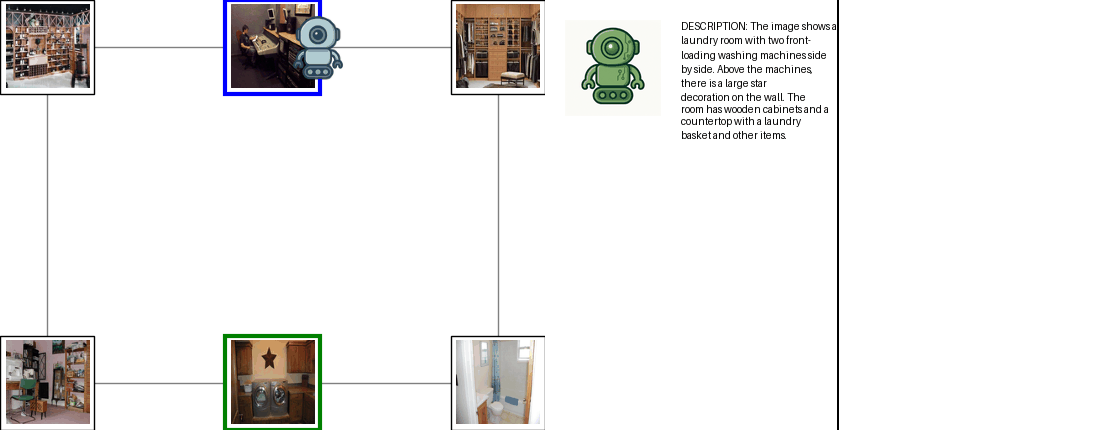 DESCRIPTION: The image shows a
laundry room with two front-
loading washing machines side
by side. Above the machines,
there is a large star
decoration on the wall. The
room has wooden cabinets and a
countertop with a laundry
basket and other items.